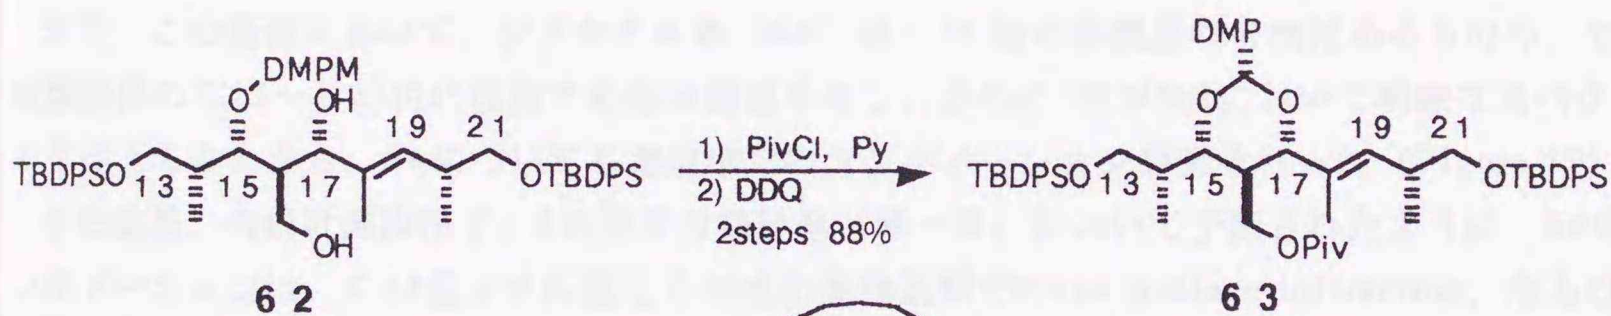 DMPM
O
OH
TBDPSO 13 15 17 19 21 OTBDPS
OH
62
1) PivCl, Py
2) DDQ
2steps 88%
DMP
O O
TBDPSO 13 15 17 19 21 OTBDPS
OPiv
63